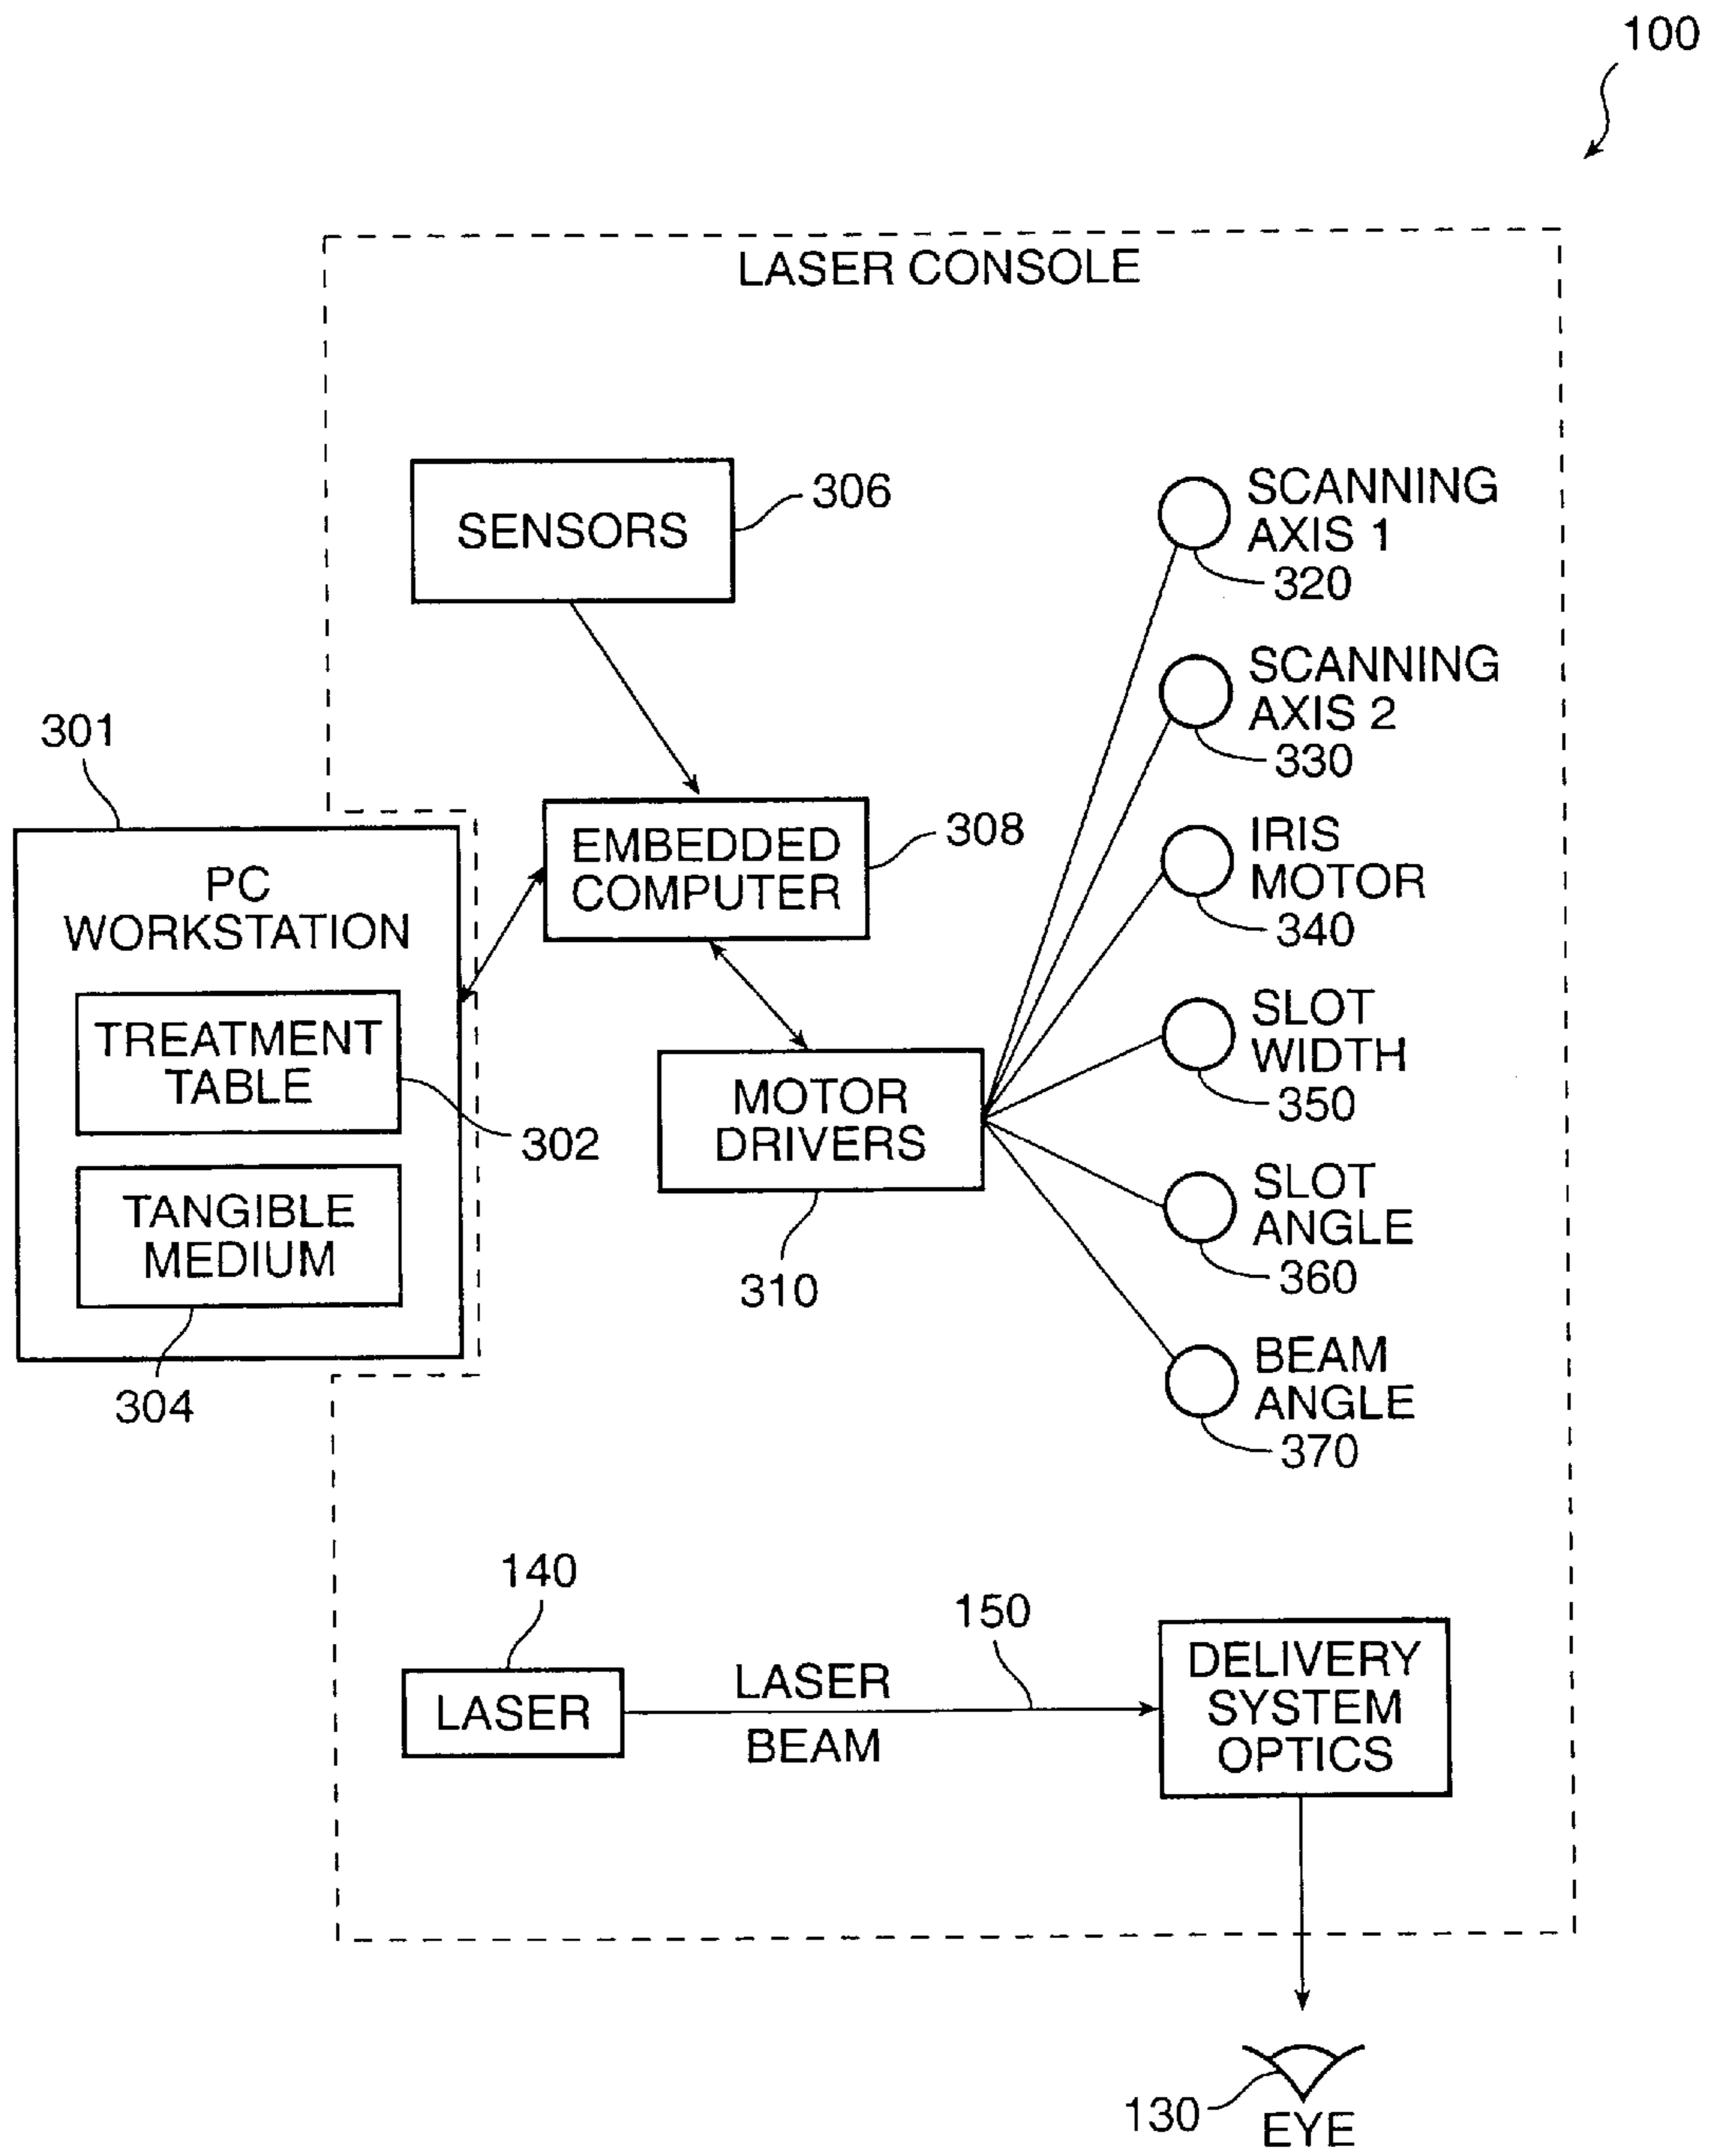 100
LASER CONSOLE
SENSORS
306
SCANNING
AXIS 1
320
SCANNING
AXIS 2
330
301
PC
WORKSTATION
TREATMENT
TABLE
302
TANGIBLE
MEDIUM
304
EMBEDDED
COMPUTER
308
MOTOR
DRIVERS
310
IRIS
MOTOR
340
SLOT
WIDTH
350
SLOT
ANGLE
360
BEAM
ANGLE
370
140
LASER
LASER
BEAM
150
DELIVERY
SYSTEM
OPTICS
130
EYE